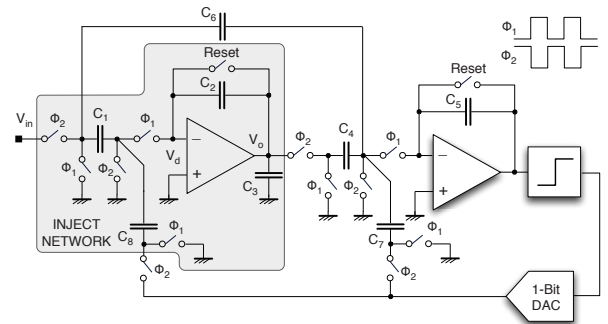 C6
Φ1
Φ2
Reset
C2
Reset
C5
Vin
Φ2
C1
Φ1
Vd
Vo
Φ2
C4
Φ1
Φ1
Φ2
C3
Φ1
Φ2
INJECT
NETWORK
C8
Φ1
Φ2
C7
Φ1
Φ2
1-Bit
DAC